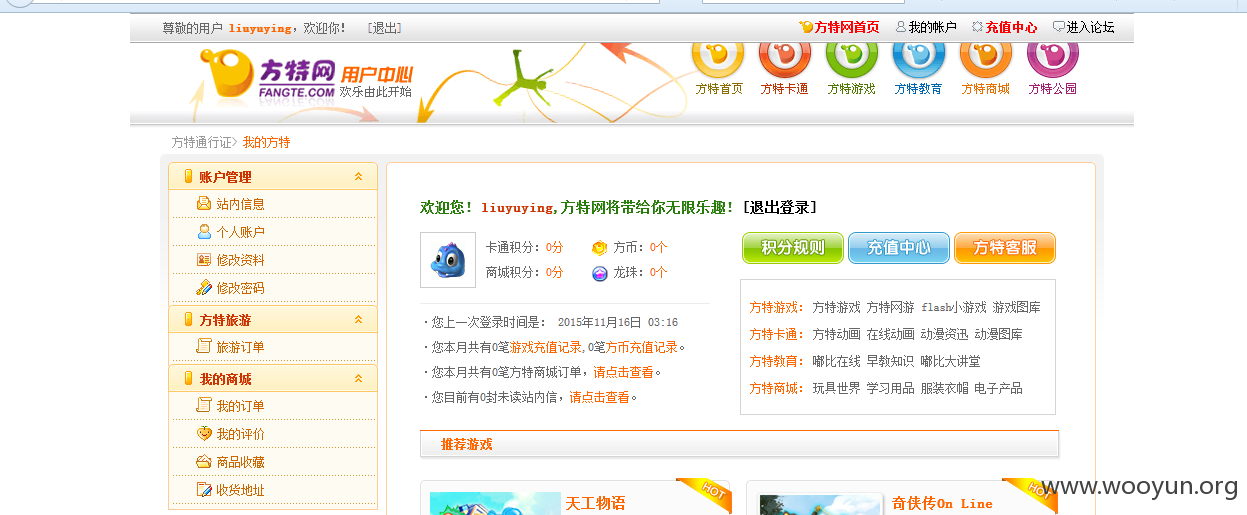 尊敬的用户 liuyuying，欢迎您！ [退出]
方特网首页 我的帐户 充值中心 进入论坛
方特网 用户中心
FANGTE.COM 欢乐由此开始
方特首页 方特卡通 方特游戏 方特教育 方特商城 方特公园
方特通行证> 我的方特
账户管理
站内信息
个人账户
修改资料
修改密码
方特旅游
旅游订单
我的商城
我的订单
我的评价
商品收藏
收货地址
欢迎您！liuyuying,方特网将带给你无限乐趣！[退出登录]
卡通积分：0分 方币：0个
商城积分：0分 龙珠：0个
积分规则 充值中心 方特客服
·您上一次登录时间是： 2015年11月16日 03:16
·您本月共有0笔游戏充值记录,0笔方币充值记录。
·您本月共有0笔方特商城订单，请点击查看。
·您目前有0封未读站内信，请点击查看。
方特游戏： 方特游戏 方特网游 flash小游戏 游戏图库
方特卡通： 方特动画 在线动画 动漫资迅 动漫图库
方特教育： 嘟比在线 早教知识 嘟比大讲堂
方特商城： 玩具世界 学习用品 服装衣帽 电子产品
推荐游戏
天工物语 HOT
奇侠传On Line HOT
www.wooyun.org